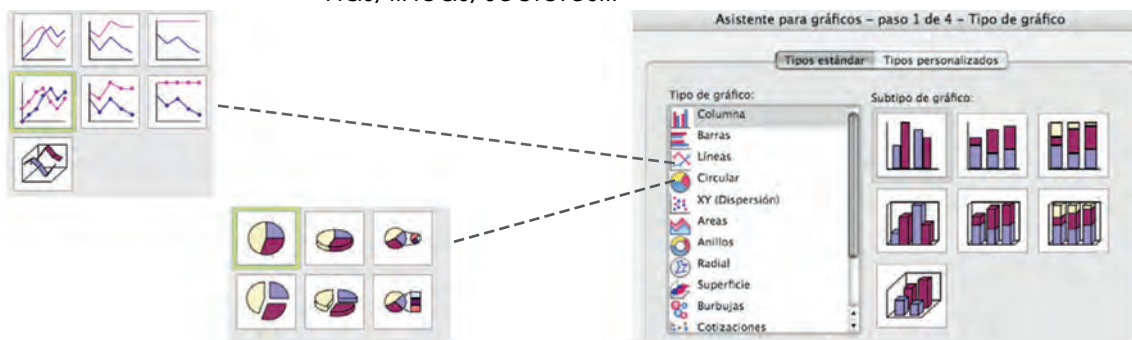 Asistente para gráficos – paso 1 de 4 – Tipo de gráfico
Tipos estándar Tipos personalizados
Tipo de gráfico:
Subtipo de gráfico:
Columna
Barras
Líneas
Circular
XY (Dispersión)
Areas
Anillos
Radial
Superficie
Burbujas
Cotizaciones